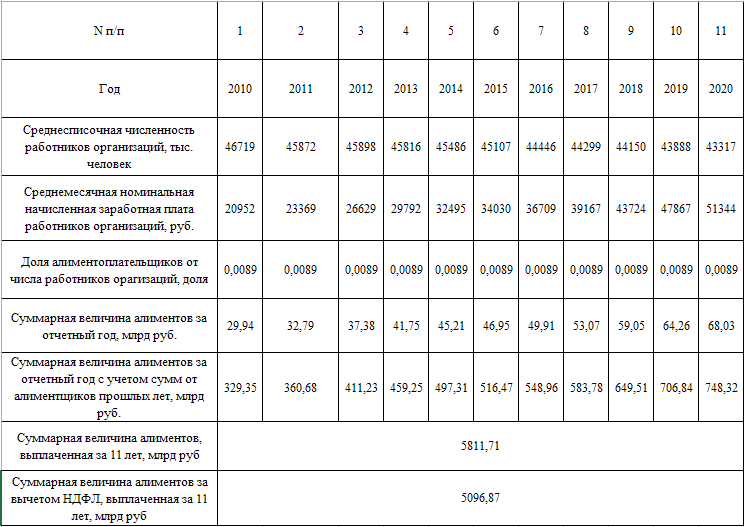 N п/п 1 2 3 4 5 6 7 8 9 10 11
Год 2010 2011 2012 2013 2014 2015 2016 2017 2018 2019 2020
Среднесписочная численность
работников организаций, тыс.
человек
46719 45872 45898 45816 45486 45107 44446 44299 44150 43888 43317
Среднемесячная номинальная
начисленная заработная плата
работников организаций, руб.
20952 23369 26629 29792 32495 34030 36709 39167 43724 47867 51344
Доля алиментоплательщиков от
числа работников орагизаций, доля
0,0089 0,0089 0,0089 0,0089 0,0089 0,0089 0,0089 0,0089 0,0089 0,0089 0,0089
Суммарная величина алиментов за
отчетный год, млрд руб.
29,94 32,79 37,38 41,75 45,21 46,95 49,91 53,07 59,05 64,26 68,03
Суммарная величина алиментов за
отчетный год с учетом сумм от
алиментщиков прошлых лет, млрд
руб.
329,35 360,68 411,23 459,25 497,31 516,47 548,96 583,78 649,51 706,84 748,32
Суммарная величина алиментов,
выплаченная за 11 лет, млрд руб
5811,71
Суммарная величина алиментов за
вычетом НДФЛ, выплаченная за 11
лет, млрд руб
5096,87